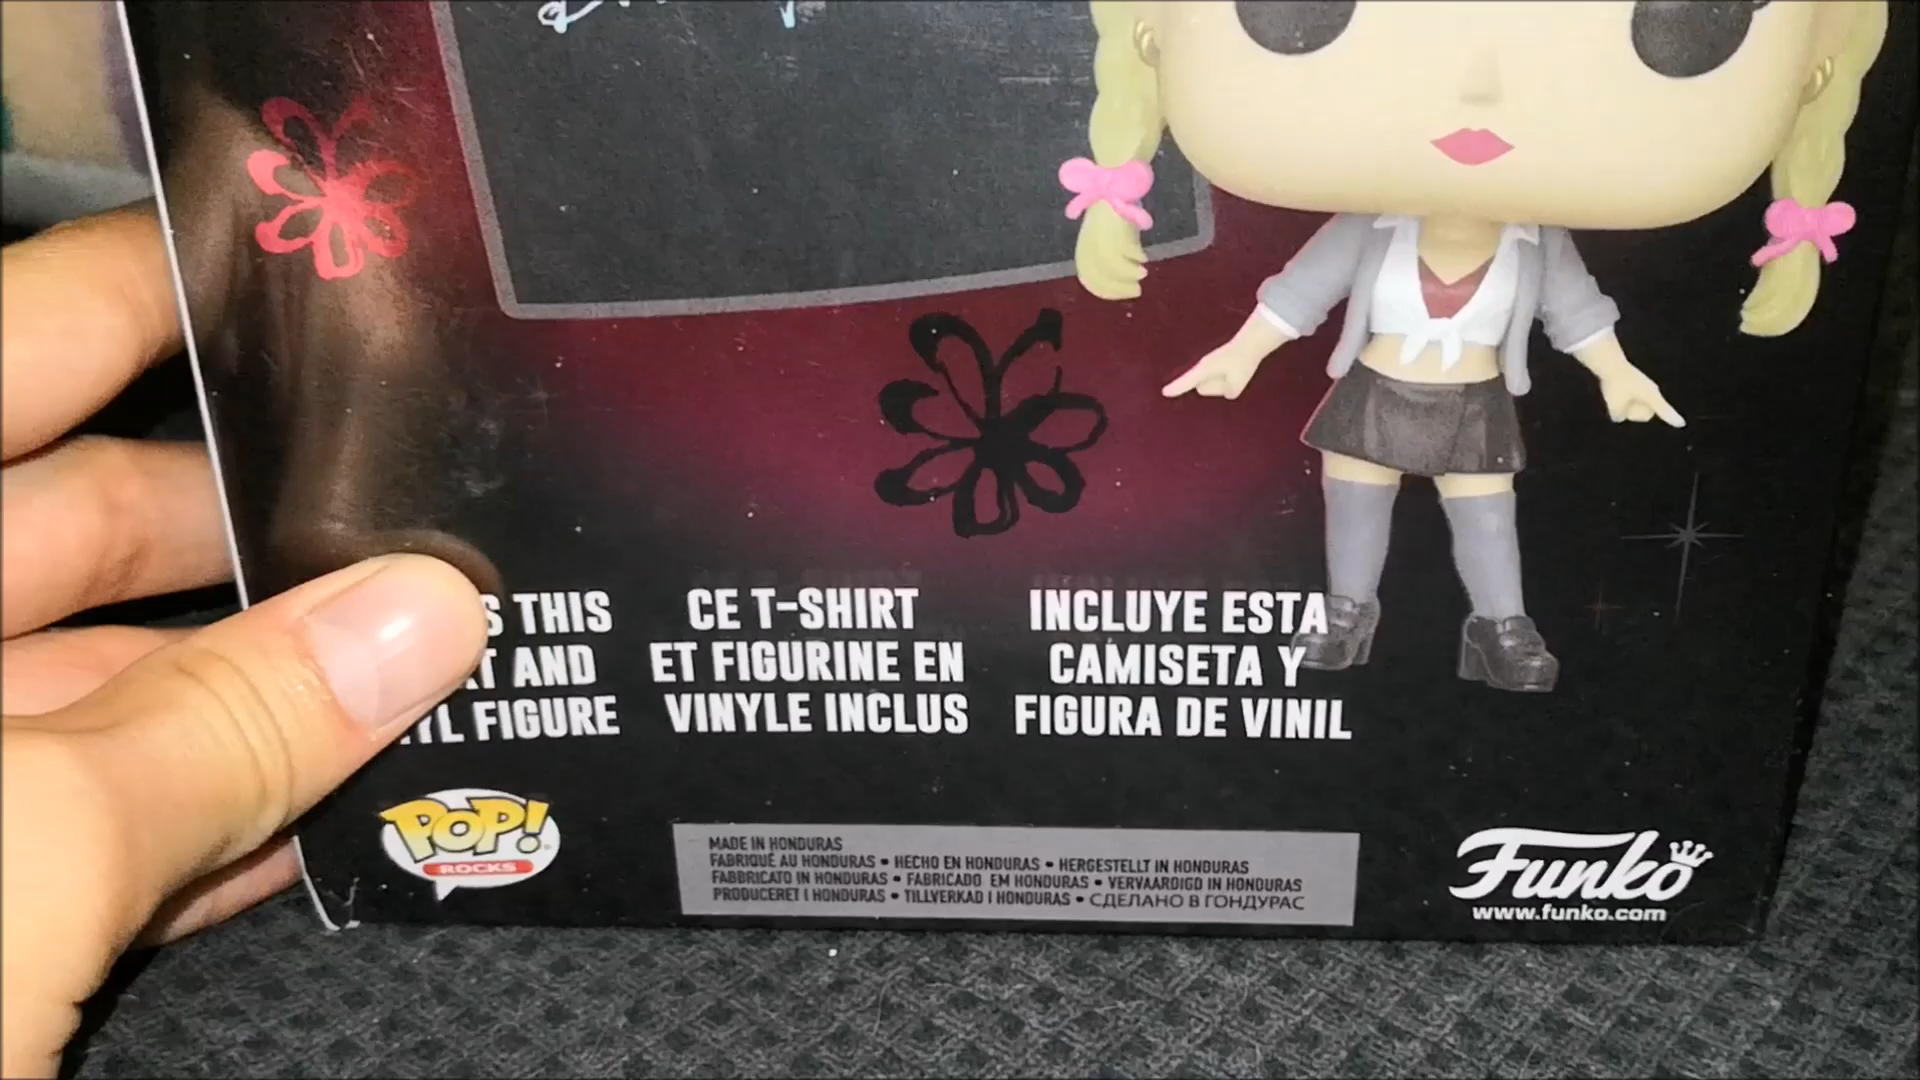 THIS
AND
FIGURE
CE T-SHIRT
ET FIGURINE EN
VINYLE INCLUS
INCLUYE ESTA
CAMISETA Y
FIGURA DE VINIL
POP!
ROCKS
MADE IN HONDURAS
FABRIQUÉ AU HONDURAS • HECHO EN HONDURAS • HERGESTELLT IN HONDURAS
FABBRICATO IN HONDURAS • FABRICADO EM HONDURAS • VERVAARDIGD IN HONDURAS
PRODUCERET I HONDURAS • TILLVERKAD I HONDURAS • СДЕЛАНО В ГОНДУРАС
Funko
www.funko.com